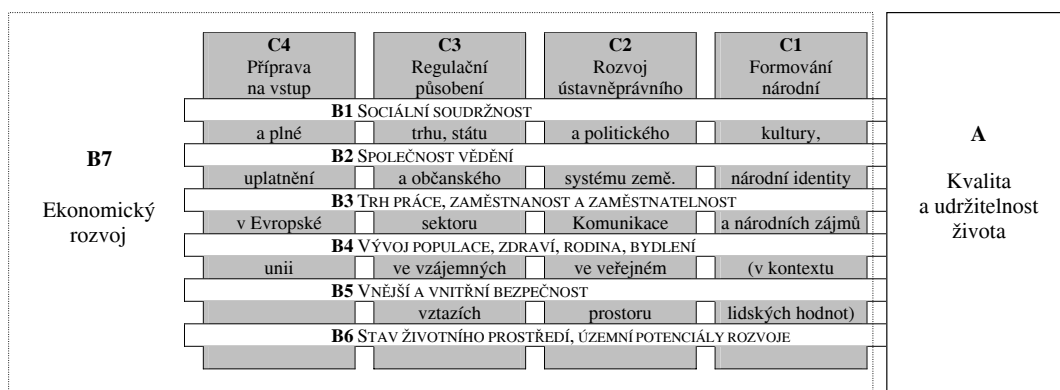 C4
Příprava
na vstup
C3
Regulační
působení
C2
Rozvoj
ústavněprávního
C1
Formování
národní
B1 SOCIÁLNÍ SOUDRŽNOST
a plné
trhu, státu
a politického
kultury,
B2 SPOLEČNOST VĚDĚNÍ
uplatnění
a občanského
systému země.
národní identity
B3 TRH PRÁCE, ZAMĚSTNANOST A ZAMĚSTNATELNOST
v Evropské
sektoru
Komunikace
a národních zájmů
B4 VÝVOJ POPULACE, ZDRAVÍ, RODINA, BYDLENÍ
unii
ve vzájemných
ve veřejném
(v kontextu
B5 VNĚJŠÍ A VNITŘNÍ BEZPEČNOST
vztazích
prostoru
lidských hodnot)
B6 STAV ŽIVOTNÍHO PROSTŘEDÍ, ÚZEMNÍ POTENCIÁLY ROZVOJE
B7
Ekonomický
rozvoj
A
Kvalita
a udržitelnost
života